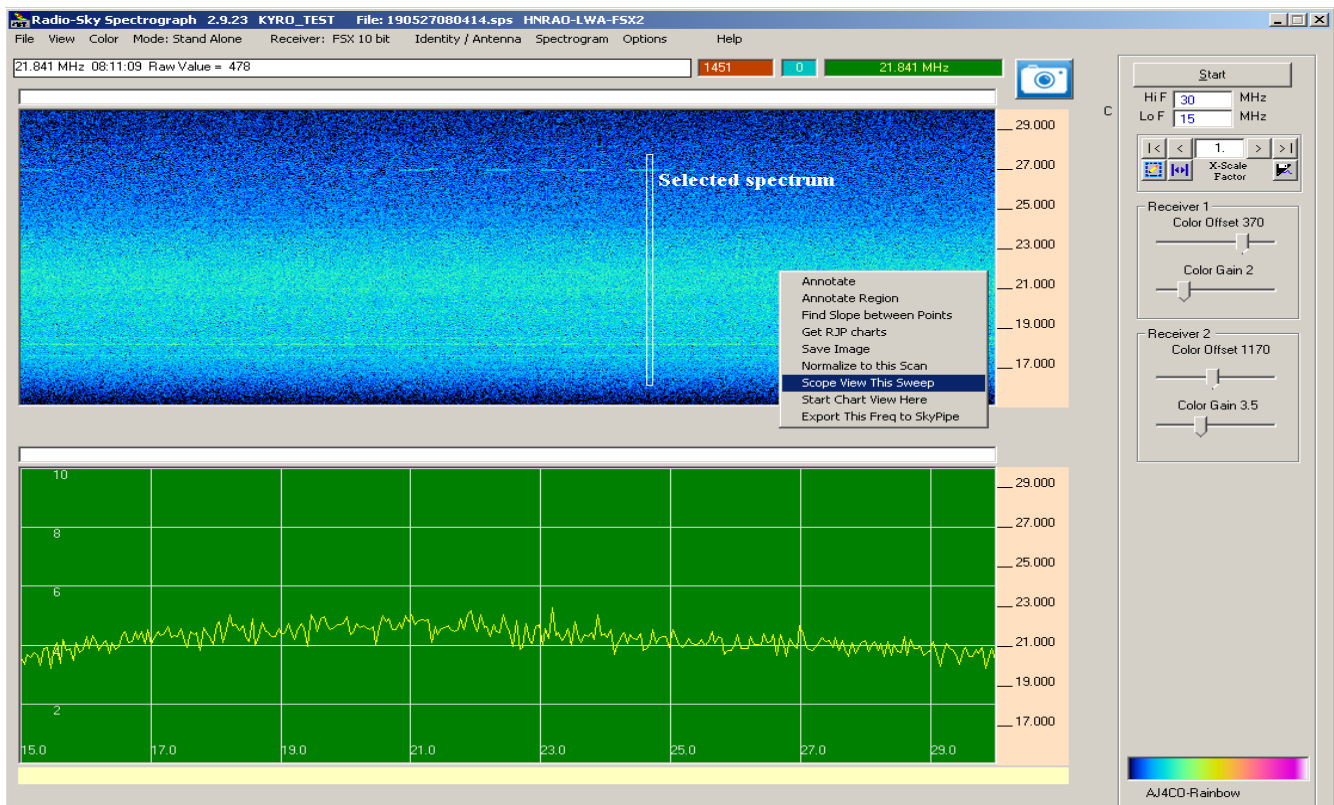 Radio-Sky Spectrograph 2.9.23 KYRO_TEST File: 190527080414.sps HNRAO-LWA-FSX2
File View Color Mode: Stand Alone Receiver: FSX 10 bit Identity / Antenna Spectrogram Options Help
21.841 MHz 08:11:09 Raw Value = 478
1451
0
21.841 MHz
29.000
27.000
25.000
23.000
21.000
19.000
17.000
Selected spectrum
Annotate
Annotate Region
Find Slope between Points
Get RJP charts
Save Image
Normalize to this Scan
Scope View This Sweep
Start Chart View Here
Export This Freq to SkyPipe
C
Start
Hi F 30 MHz
Lo F 15 MHz
|< < 1. > >|
X-Scale
Factor
Receiver 1
Color Offset 370
Color Gain 2
Receiver 2
Color Offset 1170
Color Gain 3.5
10
8
6
4
2
15.0 17.0 19.0 21.0 23.0 25.0 27.0 29.0
29.000
27.000
25.000
23.000
21.000
19.000
17.000
AJ4CO-Rainbow